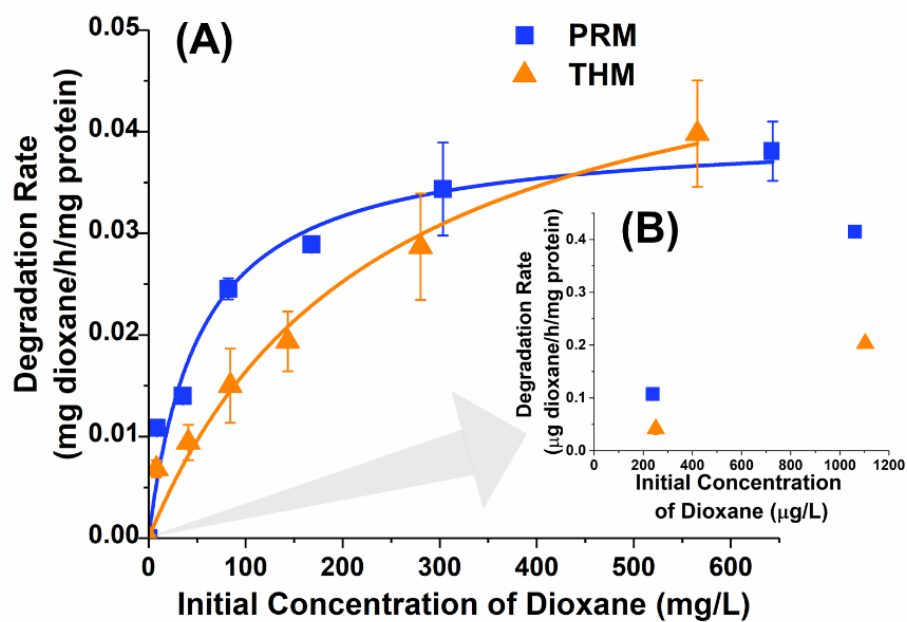 (A)
PRM
THM
0.05
0.04
0.03
0.02
0.01
0.00
Degradation Rate
(mg dioxane/h/mg protein)
0
100
200
300
400
500
600
Initial Concentration of Dioxane (mg/L)
(B)
0.4
0.3
0.2
0.1
0.0
Degradation Rate
(μg dioxane/h/mg protein)
0
200
400
600
800
1000
1200
Initial Concentration
of Dioxane (μg/L)